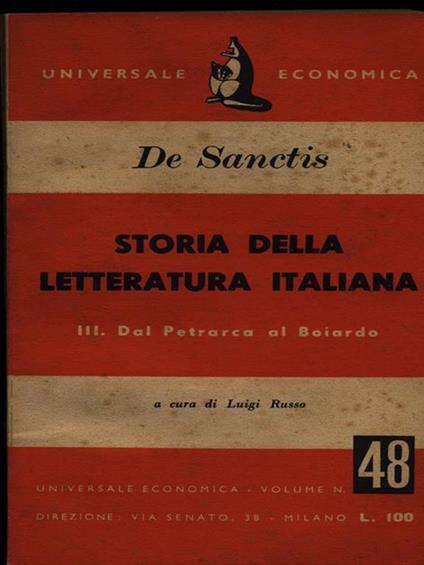 UNIVERSALE ECONOMICA
De Sanctis
STORIA DELLA
LETTERATURA ITALIANA
III. Dal Petrarca al Boiardo
a cura di Luigi Russo
48
UNIVERSALE ECONOMICA - VOLUME N.
DIREZIONE: VIA SENATO, 38 - MILANO L. 100